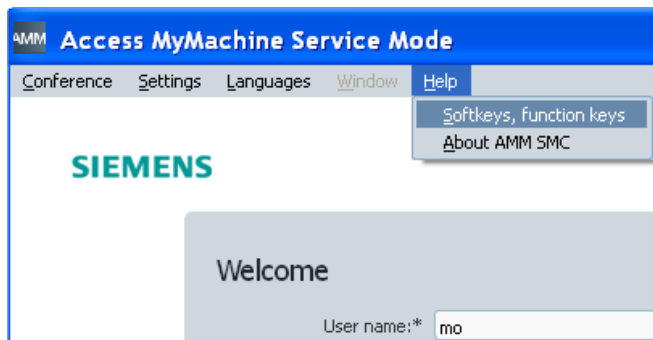 AMM Access MyMachine Service Mode
Conference Settings Languages Window Help
Softkeys, function keys
About AMM SMC
SIEMENS
Welcome
User name:* mo